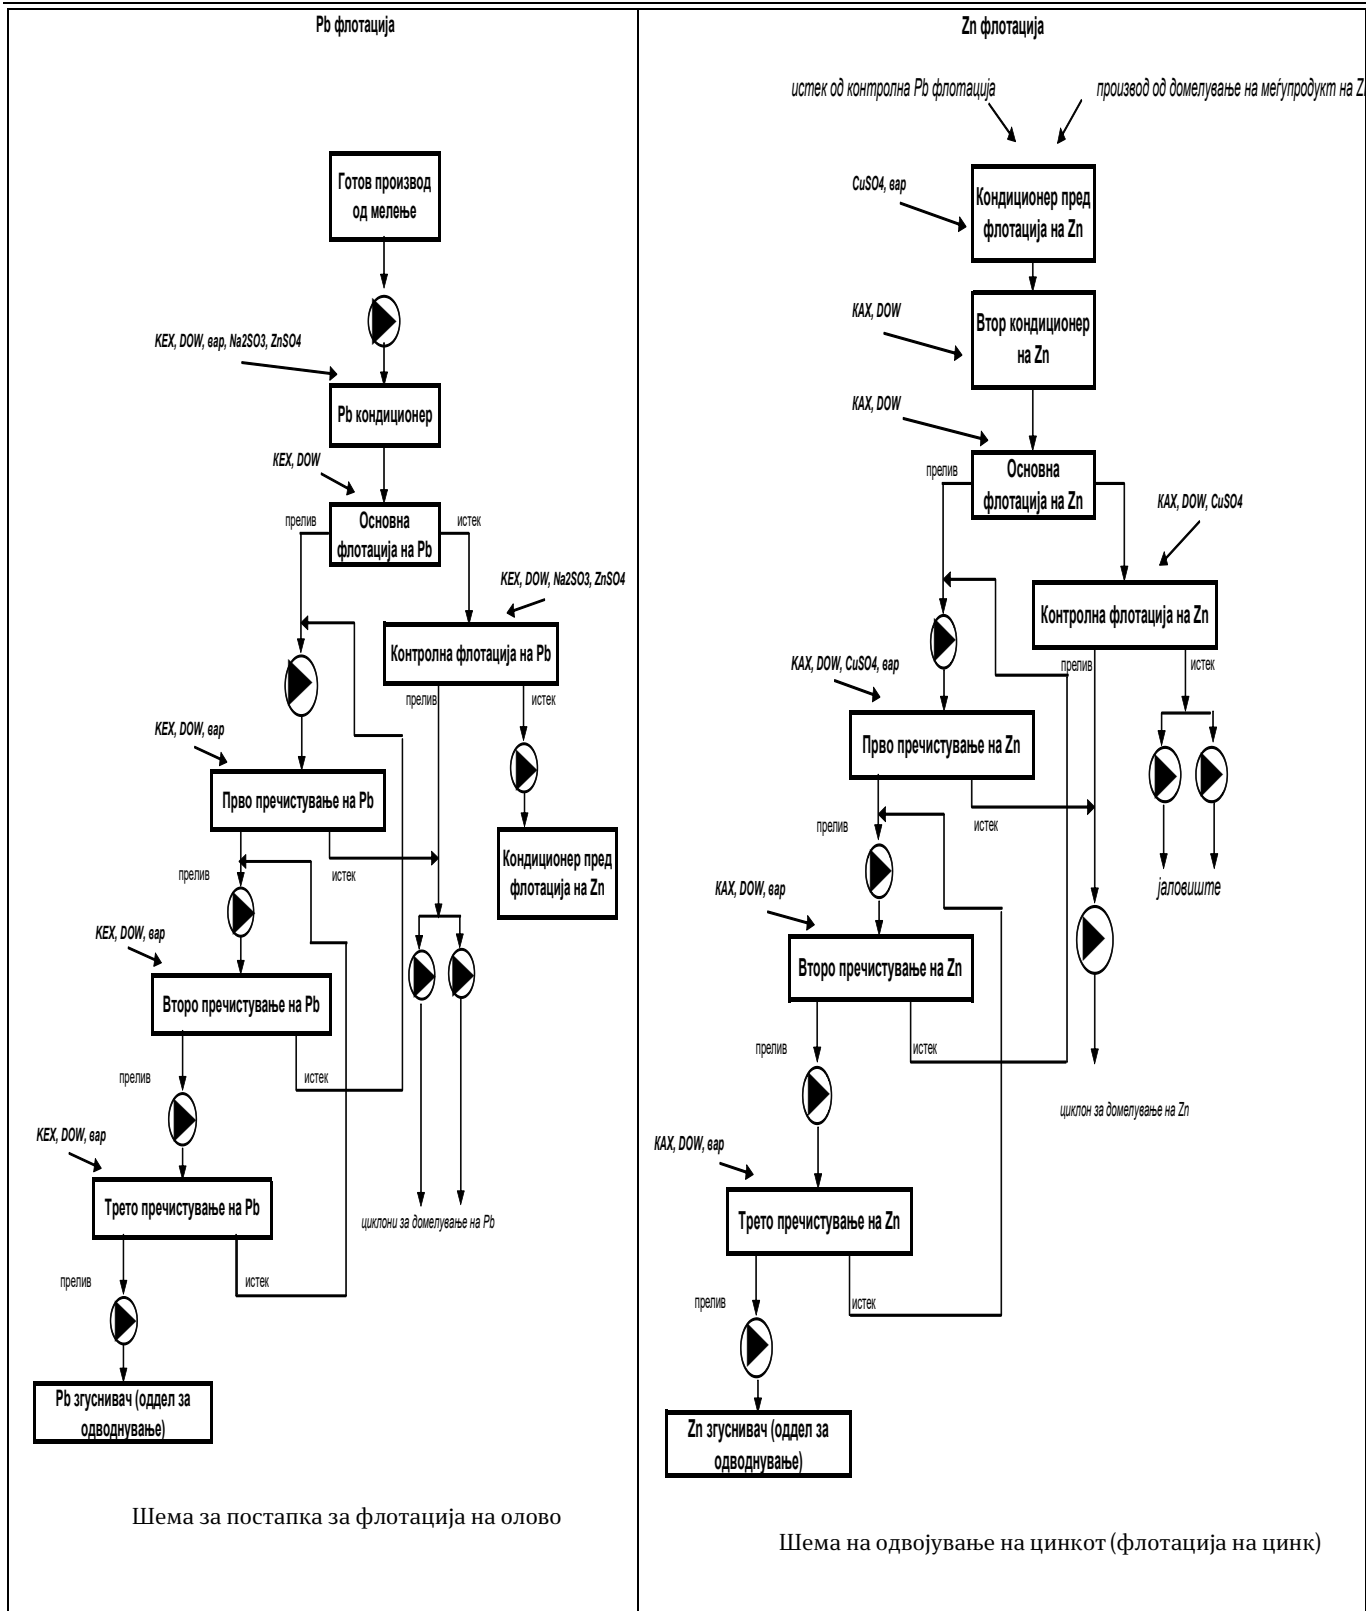 Pb флотација
Готов производ
од мелење
KEX, DOW, вар, Na2SO3, ZnSO4
Pb кондиционер
KEX, DOW
прелив
Основна
флотација на Pb
истек
KEX, DOW, Na2SO3, ZnSO4
Контролна флотација на Pb
прелив
истек
KEX, DOW, вар
Прво пречистување на Pb
прелив
истек
Кондиционер пред
флотација на Zn
KEX, DOW, вар
Второ пречистување на Pb
прелив
истек
KEX, DOW, вар
Трето пречистување на Pb
циклони за домелување на Pb
прелив
истек
Pb згуснивач (оддел за
одводнување)
Шема за постапка за флотација на олово
Zn флотација
истек од контролна Pb флотација
производ од домелување на меѓупродукт на Z
CuSO4, вар
Кондиционер пред
флотација на Zn
KAX, DOW
Втор кондиционер
на Zn
KAX, DOW
прелив
Основна
флотација на Zn
KAX, DOW, CuSO4
Контролна флотација на Zn
прелив
истек
KAX, DOW, CuSO4, вар
Прво пречистување на Zn
прелив
истек
јаловиште
KAX, DOW, вар
Второ пречистување на Zn
прелив
истек
циклон за домелување на Zn
KAX, DOW, вар
Трето пречистување на Zn
прелив
истек
Zn згуснивач (оддел за
одводнување)
Шема на одвојување на цинкот (флотација на цинк)